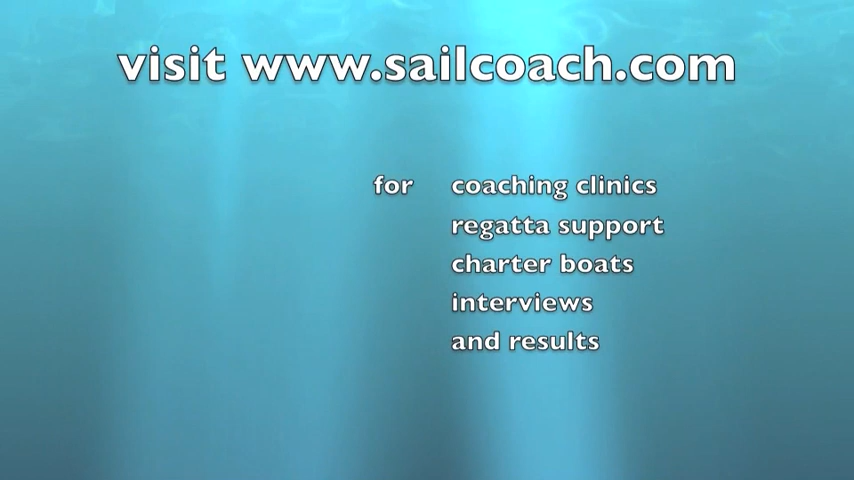 visit www.sailcoach.com
for coaching clinics
regatta support
charter boats
interviews
and results